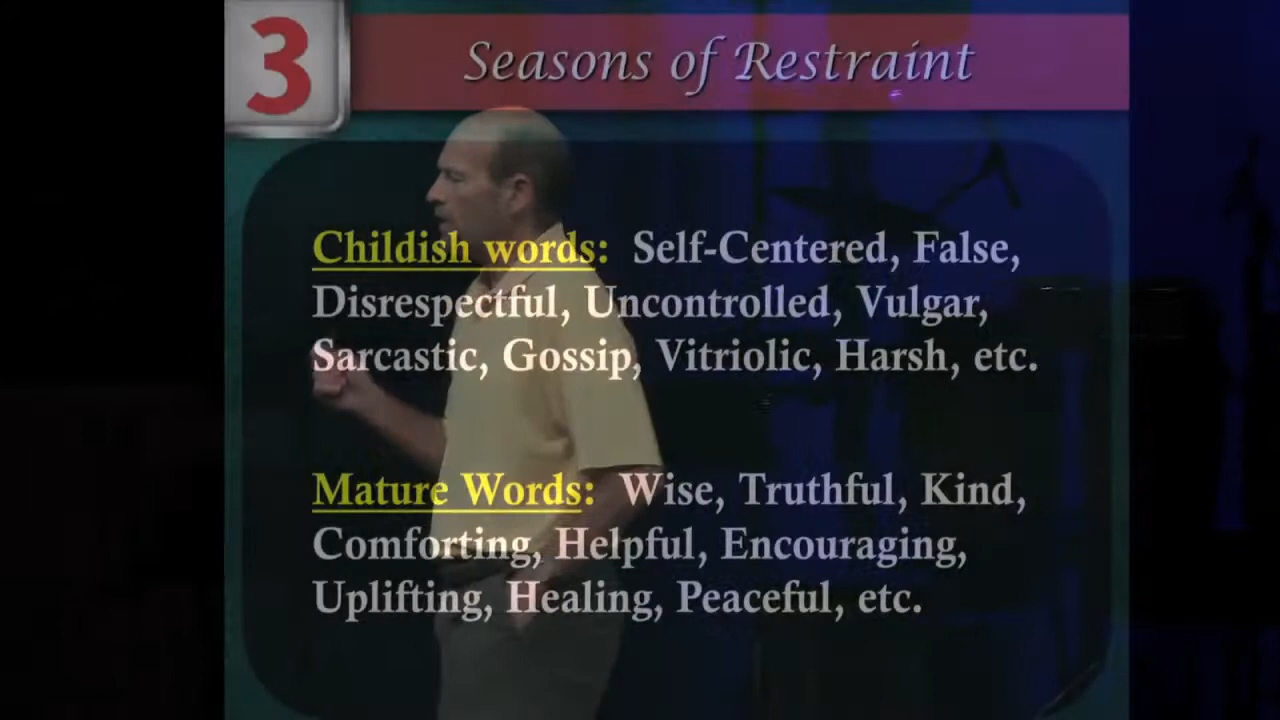 3
Seasons of Restraint
Childish words: Self-Centered, False,
Disrespectful, Uncontrolled, Vulgar,
Sarcastic, Gossip, Vitriolic, Harsh, etc.
Mature Words: Wise, Truthful, Kind,
Comforting, Helpful, Encouraging,
Uplifting, Healing, Peaceful, etc.